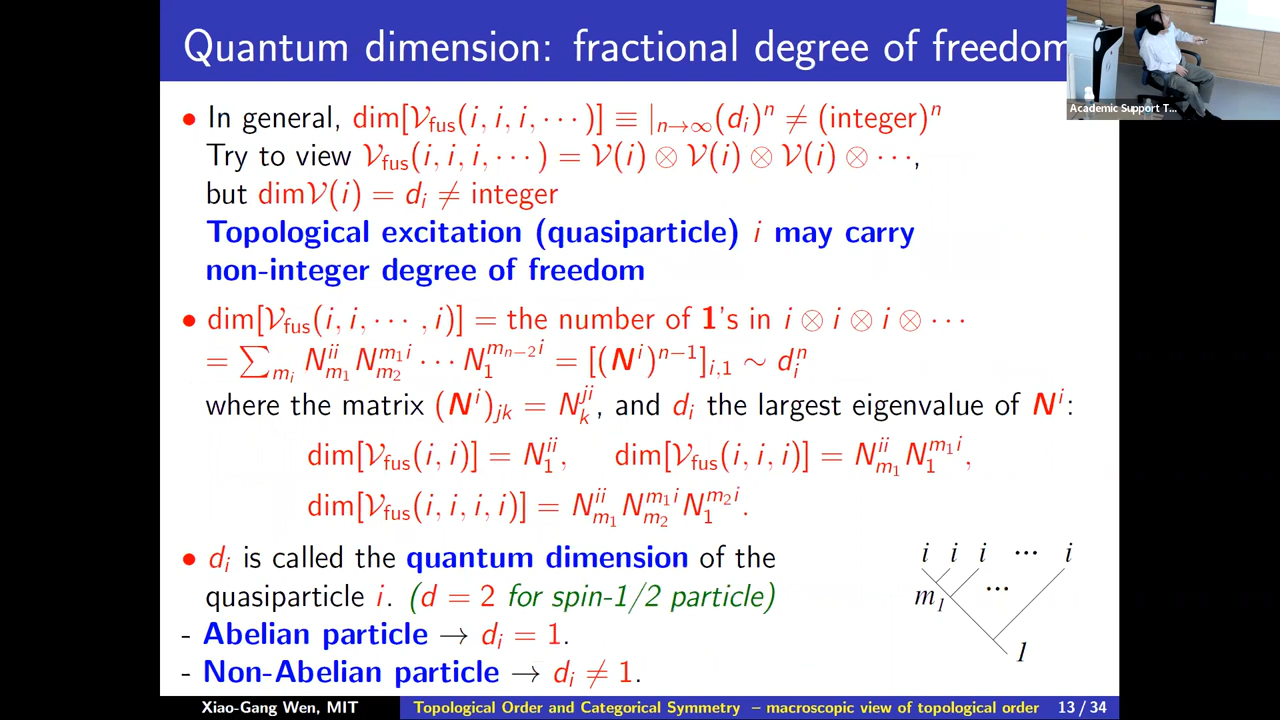 Quantum dimension: fractional degree of freedom
Academic Support T...
• In general, dim[𝒱_fus(i, i, i, ···)] ≡ |_{n→∞}(d_i)^n ≠ (integer)^n
Try to view 𝒱_fus(i, i, i, ···) = 𝒱(i) ⊗ 𝒱(i) ⊗ 𝒱(i) ⊗ ···,
but dim𝒱(i) = d_i ≠ integer
Topological excitation (quasiparticle) i may carry
non-integer degree of freedom
• dim[𝒱_fus(i, i, ··· , i)] = the number of 1's in i ⊗ i ⊗ i ⊗ ···
= ∑_{m_i} N^{ii}_{m_1} N^{m_1 i}_{m_2} ··· N^{m_{n-2} i}_1 = [(N^i)^{n-1}]_{i,1} ∼ d_i^n
where the matrix (N^i)_{jk} = N^{ji}_k, and d_i the largest eigenvalue of N^i:
dim[𝒱_fus(i, i)] = N^{ii}_1, dim[𝒱_fus(i, i, i)] = N^{ii}_{m_1} N^{m_1 i}_1,
dim[𝒱_fus(i, i, i, i)] = N^{ii}_{m_1} N^{m_1 i}_{m_2} N^{m_2 i}_1.
• d_i is called the quantum dimension of the
quasiparticle i. (d = 2 for spin-1/2 particle)
- Abelian particle → d_i = 1.
- Non-Abelian particle → d_i ≠ 1.
i i i ··· i
m_1 ···
1
Xiao-Gang Wen, MIT Topological Order and Categorical Symmetry – macroscopic view of topological order 13 / 34